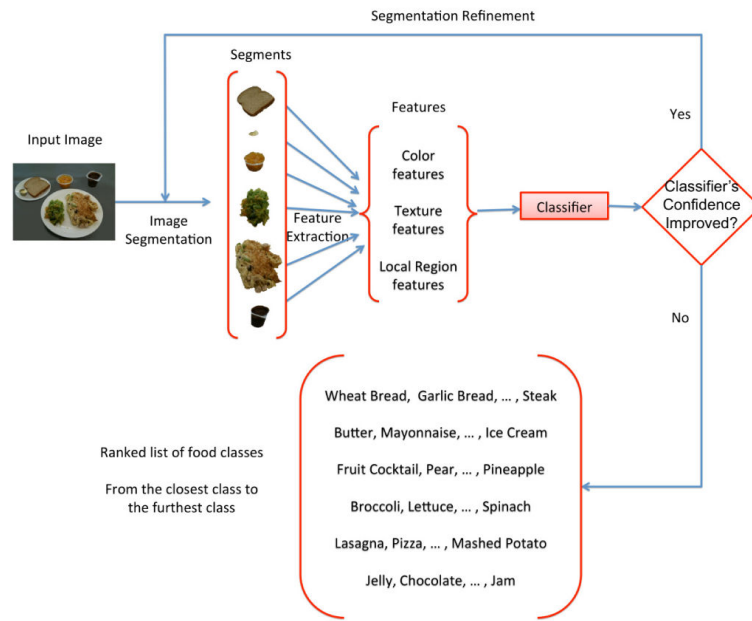 Segmentation Refinement
Segments
Input Image
Image
Segmentation
Feature
Extraction
Features
Color
features
Texture
features
Local Region
features
Classifier
Classifier's
Confidence
Improved?
Yes
No
Ranked list of food classes
From the closest class to
the furthest class
Wheat Bread, Garlic Bread, ... , Steak
Butter, Mayonnaise, ... , Ice Cream
Fruit Cocktail, Pear, ... , Pineapple
Broccoli, Lettuce, ... , Spinach
Lasagna, Pizza, ... , Mashed Potato
Jelly, Chocolate, ... , Jam